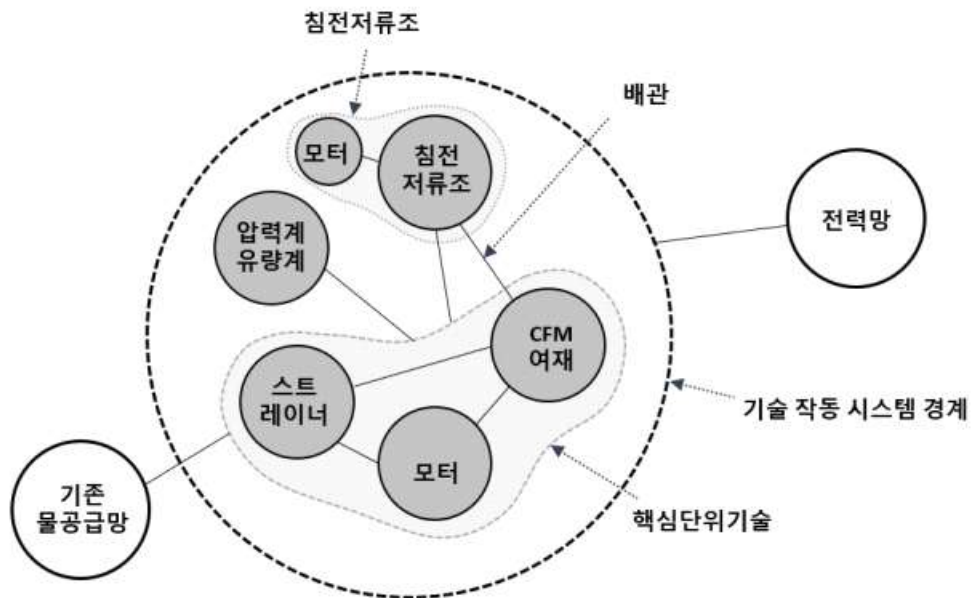 침전저류조
배관
모터
침전
저류조
전력망
압력계
유량계
CFM
여재
스트
레이너
기술 작동 시스템 경계
모터
기존
물공급망
핵심단위기술